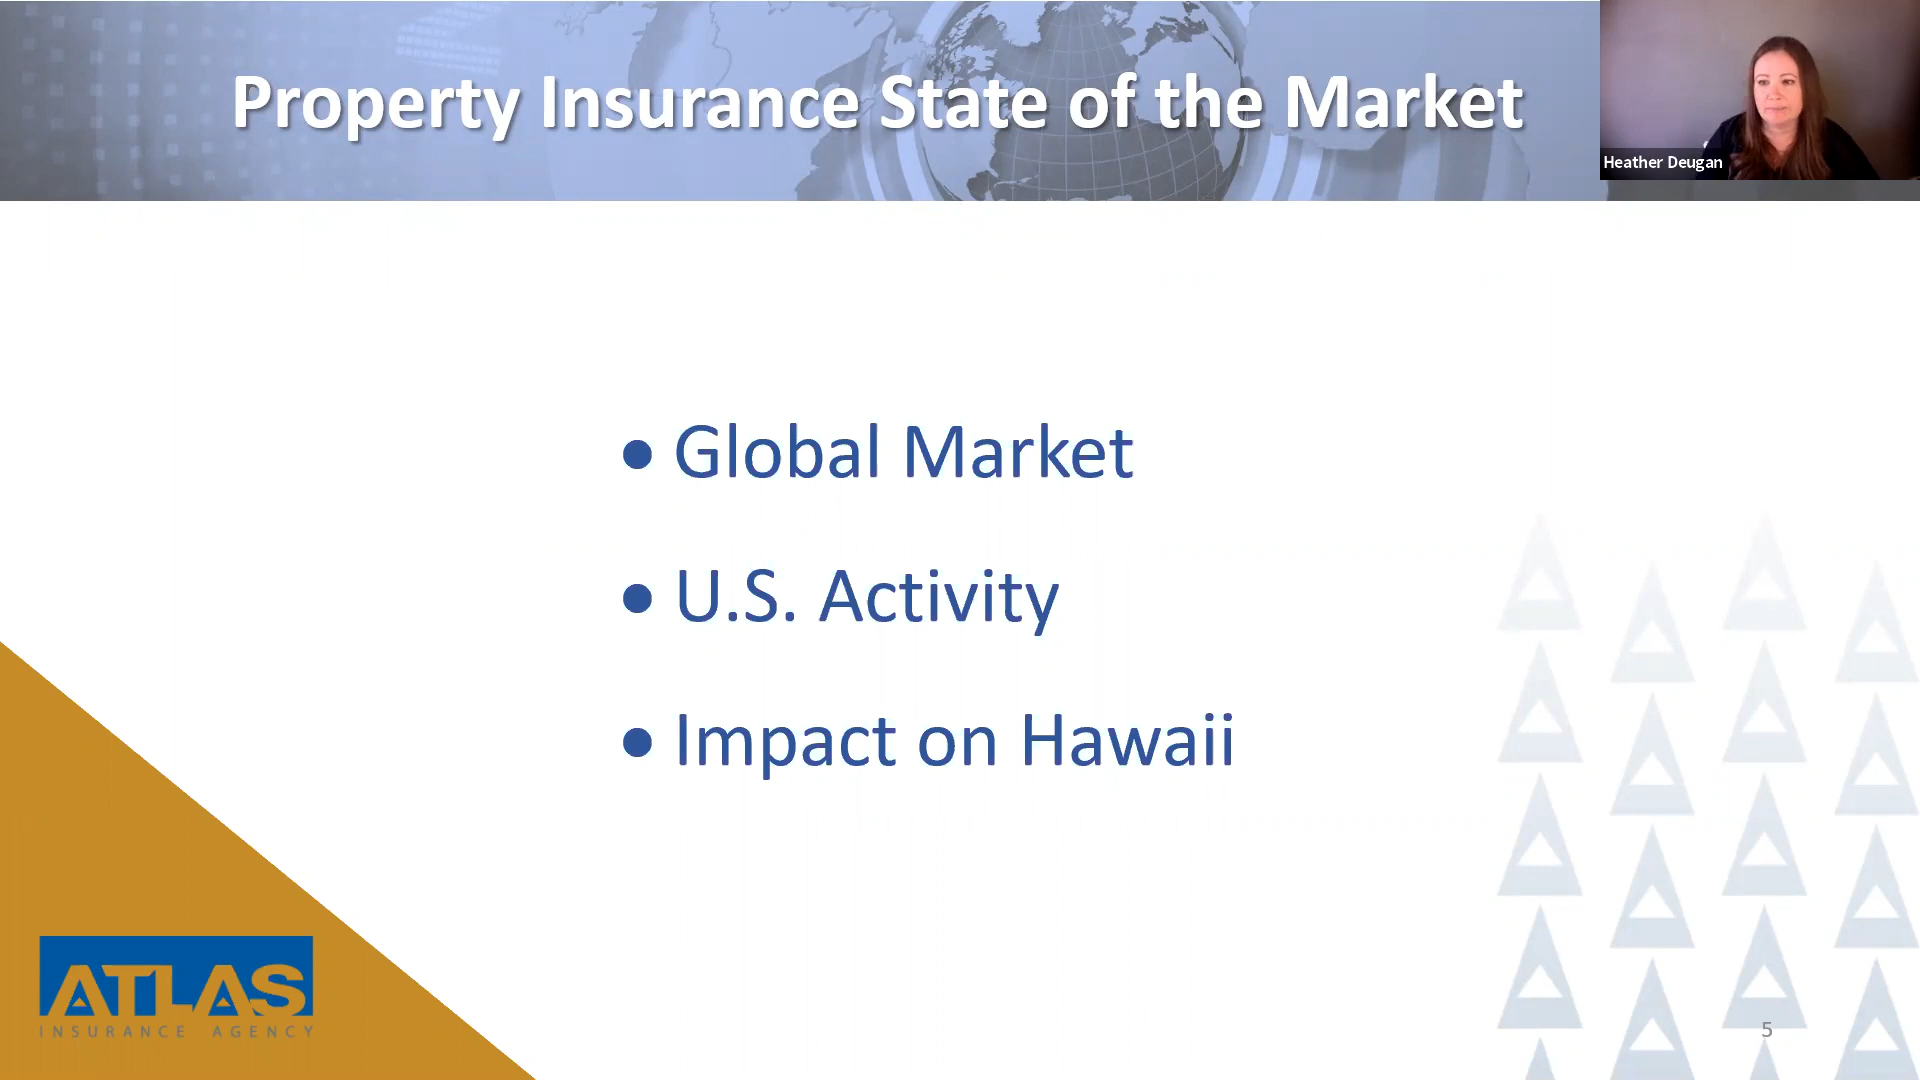 Property Insurance State of the Market
Heather Deugan
• Global Market
• U.S. Activity
• Impact on Hawaii
ATLAS
INSURANCE AGENCY
5